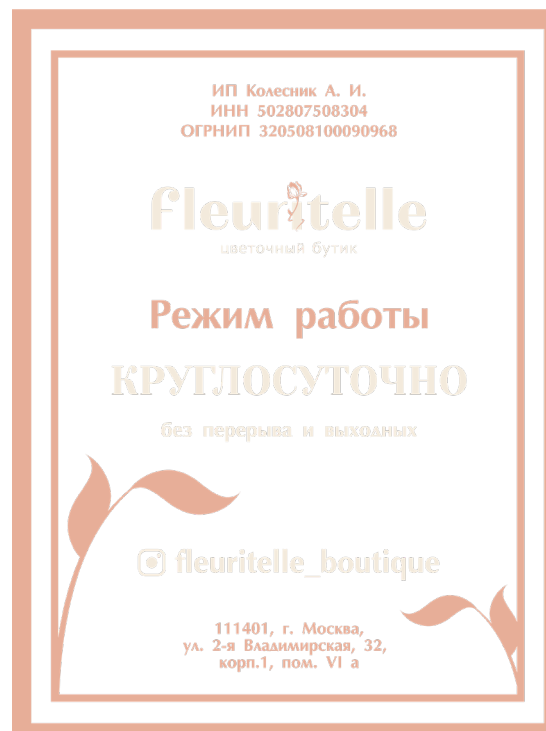 ИП Колесник А. И.
ИНН 502807508304
ОГРНИП 320508100090968
fleuritelle
цветочный бутик
Режим работы
КРУГЛОСУТОЧНО
без перерыва и выходных
fleuritelle_boutique
111401, г. Москва,
ул. 2-я Владимирская, 32,
корп.1, пом. VI а